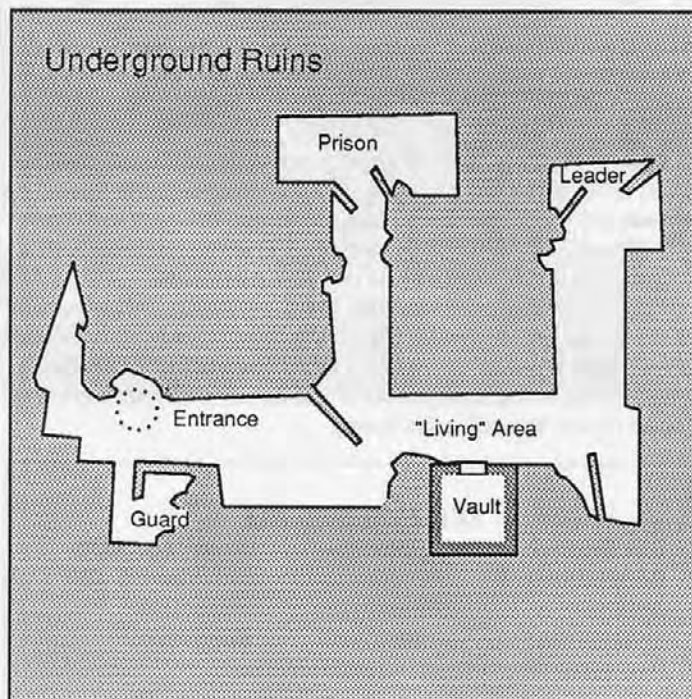 Underground Ruins
Prison
Leader
Entrance
"Living" Area
Guard
Vault